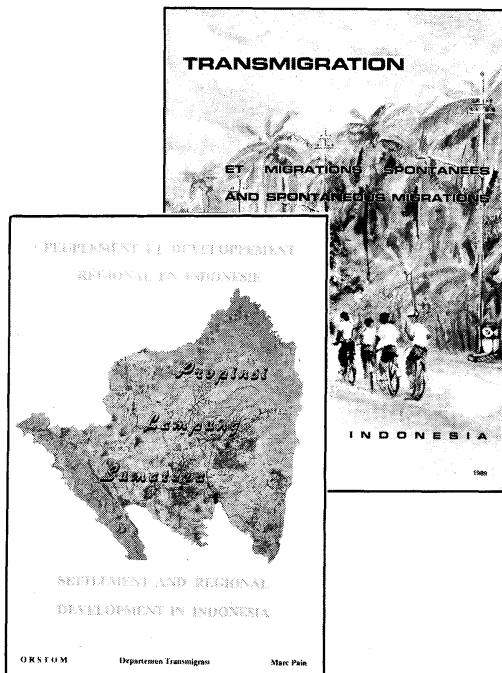 TRANSMIGRATION
ET MIGRATIONS SPONTANEES
AND SPONTANEOUS MIGRATIONS
INDONESIA
1988
PEUPLEMENT ET DEVELOPPEMENT
REGIONAL EN INDONESIE
Propinsi
Lampung
Sumatera
SETTLEMENT AND REGIONAL
DEVELOPMENT IN INDONESIA
ORSTOM Departemen Transmigrasi Marc Pain